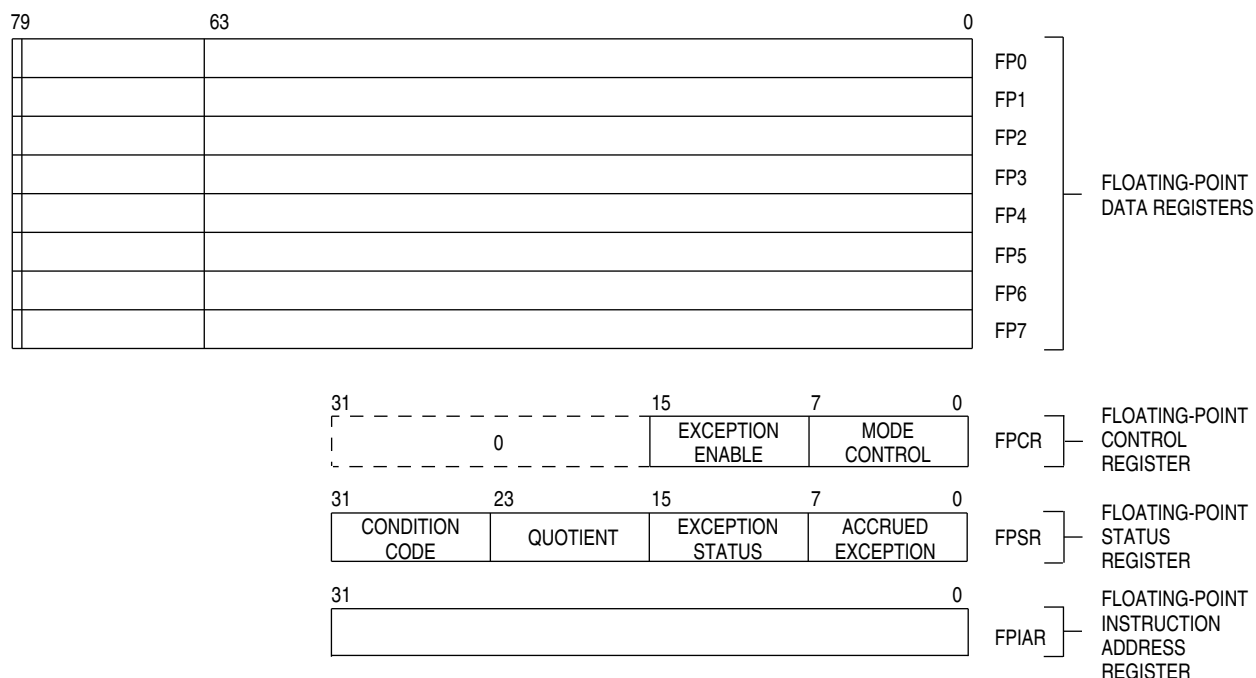 79 63 0
FP0
FP1
FP2
FP3
FP4
FP5
FP6
FP7
FLOATING-POINT
DATA REGISTERS
31 15 7 0
0
EXCEPTION
ENABLE
MODE
CONTROL
FPCR
FLOATING-POINT
CONTROL
REGISTER
31 23 15 7 0
CONDITION
CODE
QUOTIENT
EXCEPTION
STATUS
ACCRUED
EXCEPTION
FPSR
FLOATING-POINT
STATUS
REGISTER
31 0
FPIAR
FLOATING-POINT
INSTRUCTION
ADDRESS
REGISTER